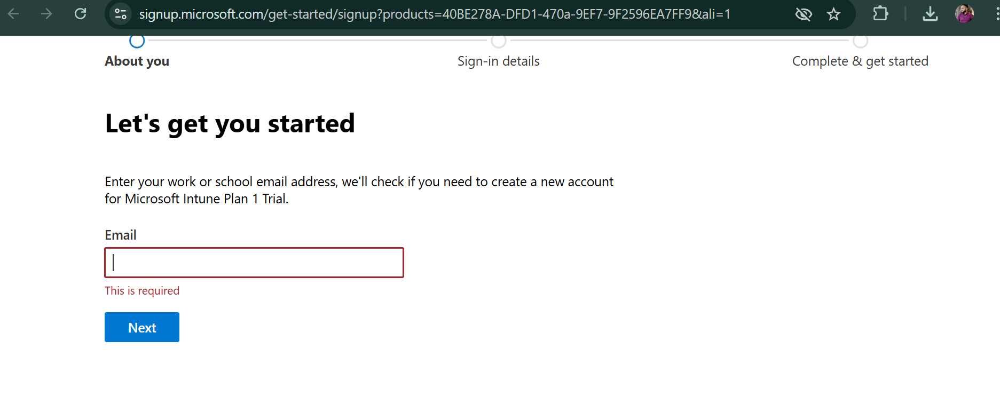 signup.microsoft.com/get-started/signup?products=40BE278A-DFD1-470a-9EF7-9F2596EA7FF9&ali=1
About you
Sign-in details
Complete & get started
Let's get you started
Enter your work or school email address, we'll check if you need to create a new account
for Microsoft Intune Plan 1 Trial.
Email
This is required
Next